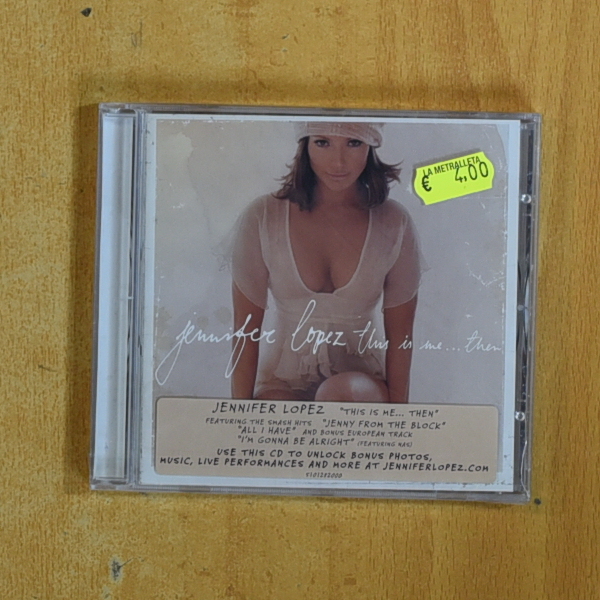 LA METRALLETA
€ 4,00
jennifer lopez this is me...then
JENNIFER LOPEZ "THIS IS ME... THEN"
FEATURING THE SMASH HITS "JENNY FROM THE BLOCK"
"ALL I HAVE" AND BONUS EUROPEAN TRACK
"I'M GONNA BE ALRIGHT" (FEATURING NAS)
USE THIS CD TO UNLOCK BONUS PHOTOS,
MUSIC, LIVE PERFORMANCES AND MORE AT JENNIFERLOPEZ.COM